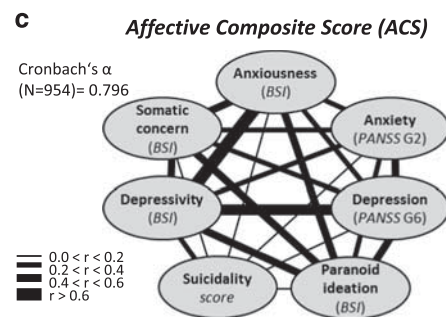 c
Affective Composite Score (ACS)
Cronbach‘s α
(N=954)= 0.796
Anxiousness
(BSI)
Somatic
concern
(BSI)
Anxiety
(PANSS G2)
Depressivity
(BSI)
Depression
(PANSS G6)
Suicidality
score
Paranoid
ideation
(BSI)
0.0 < r < 0.2
0.2 < r < 0.4
0.4 < r < 0.6
r > 0.6